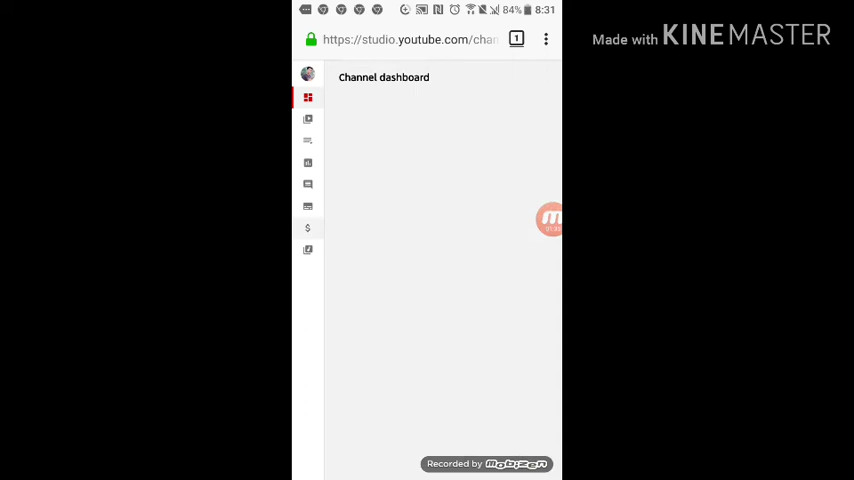 84% 8:31
https://studio.youtube.com/chan
1
Made with KINEMASTER
Channel dashboard
$
Recorded by mobizen